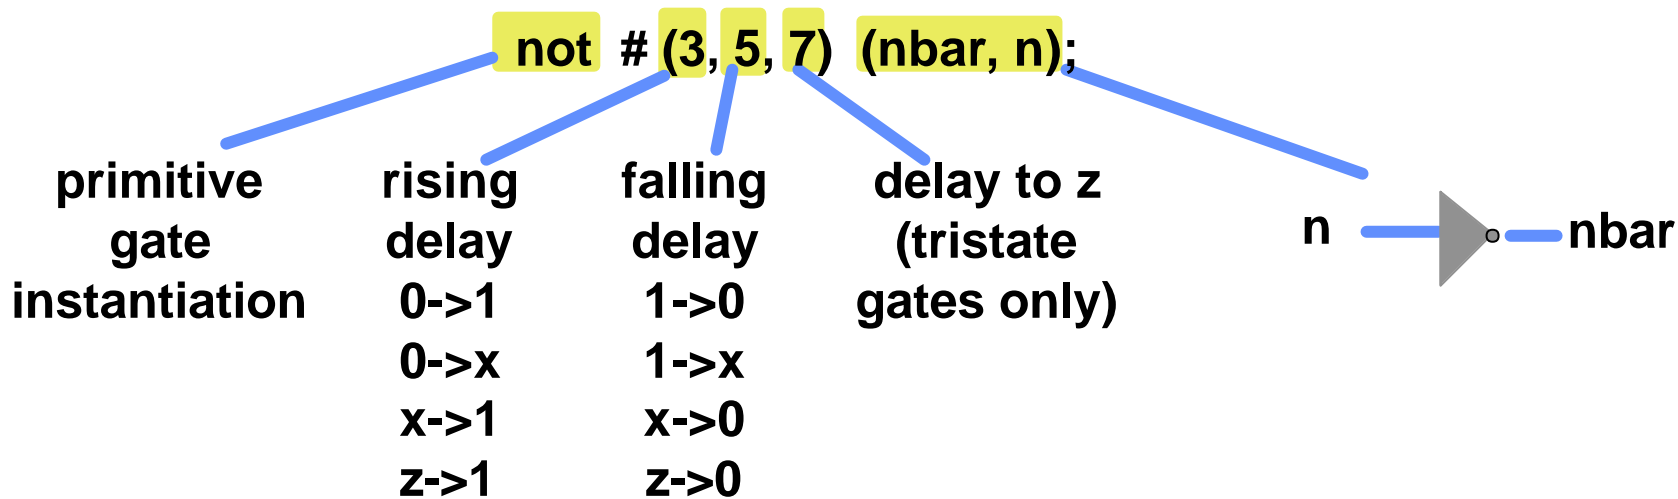 not # (3, 5, 7) (nbar, n);
primitive
gate
instantiation
rising
delay
0->1
0->x
x->1
z->1
falling
delay
1->0
1->x
x->0
z->0
delay to z
(tristate
gates only)
n
nbar